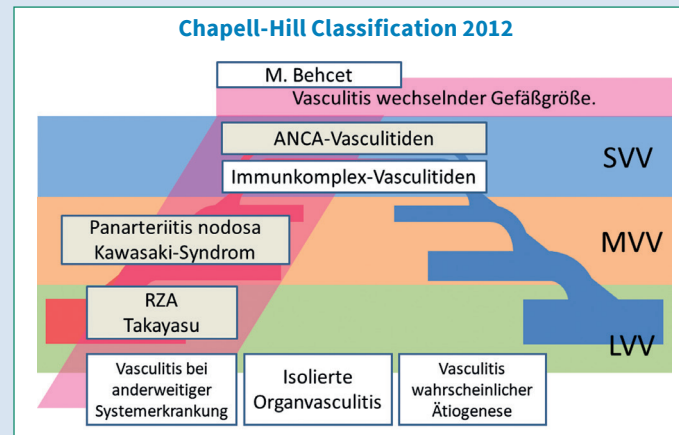 Chapell-Hill Classification 2012
M. Behcet
Vasculitis wechselnder Gefäßgröße.
ANCA-Vasculitiden
SVV
Immunkomplex-Vasculitiden
Panarteriitis nodosa
Kawasaki-Syndrom
MVV
RZA
Takayasu
LVV
Vasculitis bei
anderweitiger
Systemerkrankung
Isolierte
Organvasculitis
Vasculitis
wahrscheinlicher
Ätiogenese